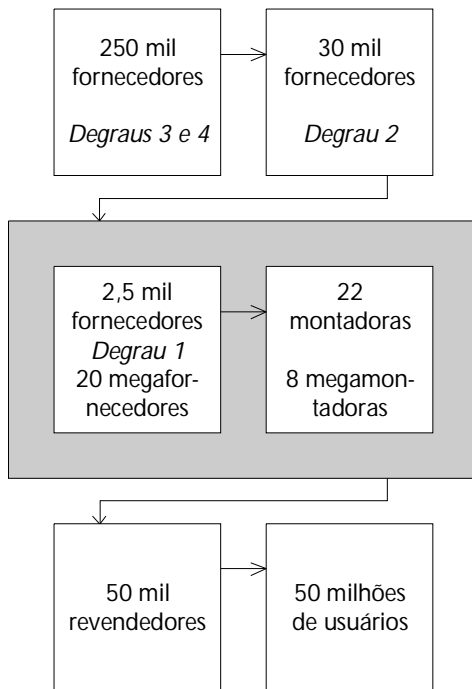 250 mil
fornecedores
Degraus 3 e 4
30 mil
fornecedores
Degrau 2
2,5 mil
fornecedores
Degrau 1
20 megafor-
necedores
22
montadoras
8 megamon-
tadoras
50 mil
revendedores
50 milhões
de usuários